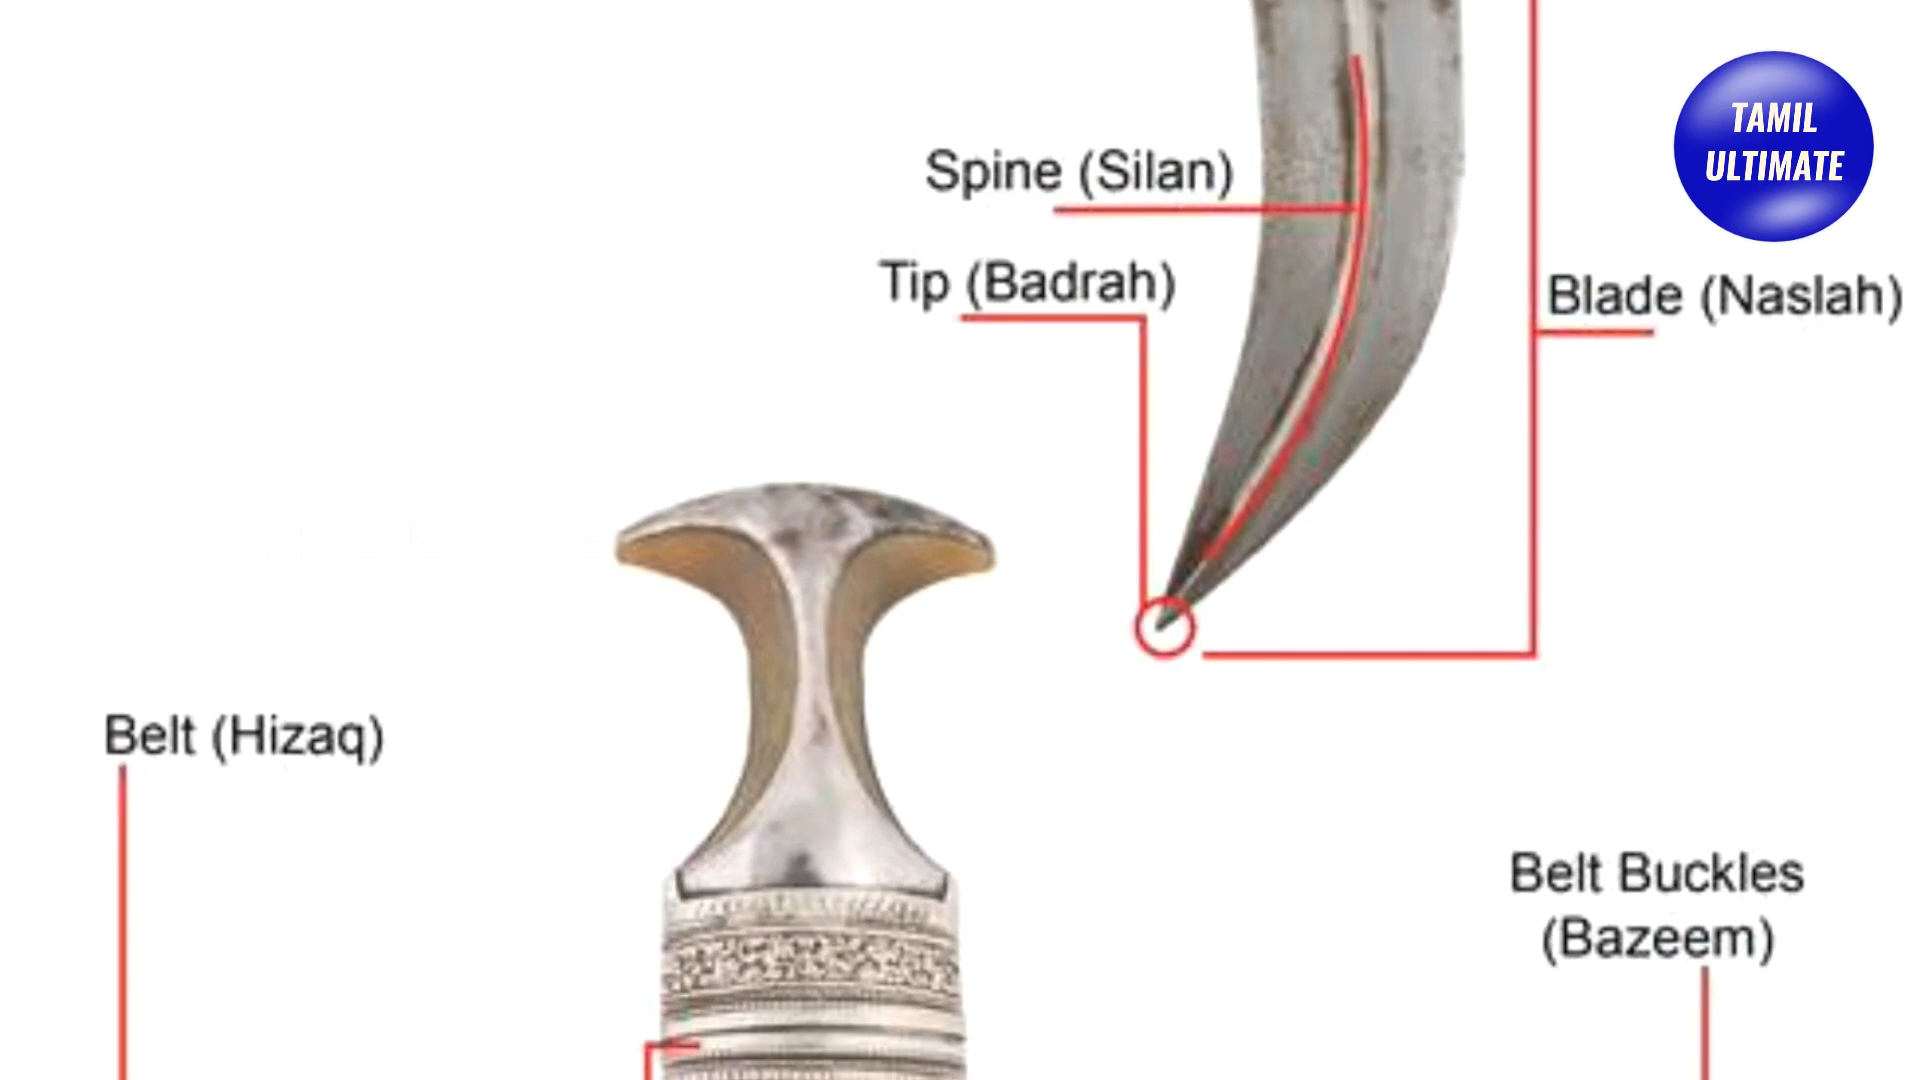 TAMIL
ULTIMATE
Spine (Silan)
Tip (Badrah)
Blade (Naslah)
Belt (Hizaq)
Belt Buckles
(Bazeem)